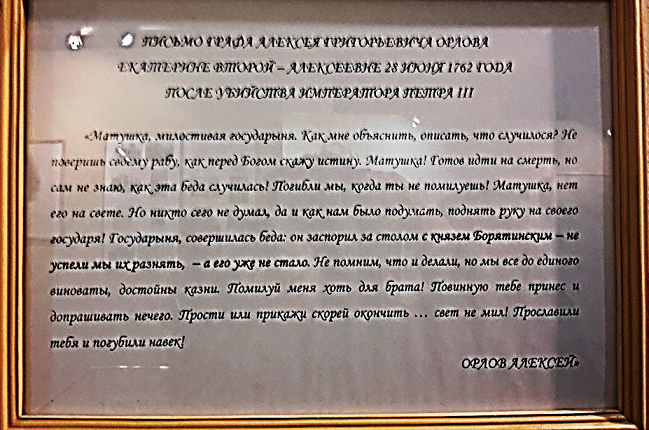 ПИСЬМО ГРАФА АЛЕКСЕЯ ГРИГОРЬЕВИЧА ОРЛОВА
ЕКАТЕРИНЕ ВТОРОЙ – АЛЕКСЕЕВНЕ 28 ИЮНЯ 1762 ГОДА
ПОСЛЕ УБИЙСТВА ИМПЕРАТОРА ПЕТРА III
«Матушка, милостивая государыня. Как мне объяснить, описать, что случилось? Не
поверишь своему рабу, как перед Богом скажу истину. Матушка! Готов идти на смерть, но
сам не знаю, как эта беда случилась! Погибли мы, когда ты не помилуешь! Матушка, нет
его на свете. Но никто сего не думал, да и как нам было подумать, поднять руку на своего
государя! Государыня, совершилась беда: он заспорил за столом с князем Борятинским – не
успели мы их разнять, – а его уже не стало. Не помним, что и делали, но мы все до единого
виноваты, достойны казни. Помилуй меня хоть для брата! Повинную тебе принес и
допрашивать нечего. Прости или прикажи скорей окончить … свет не мил! Прославили
тебя и погубили навек!
ОРЛОВ АЛЕКСЕЙ»